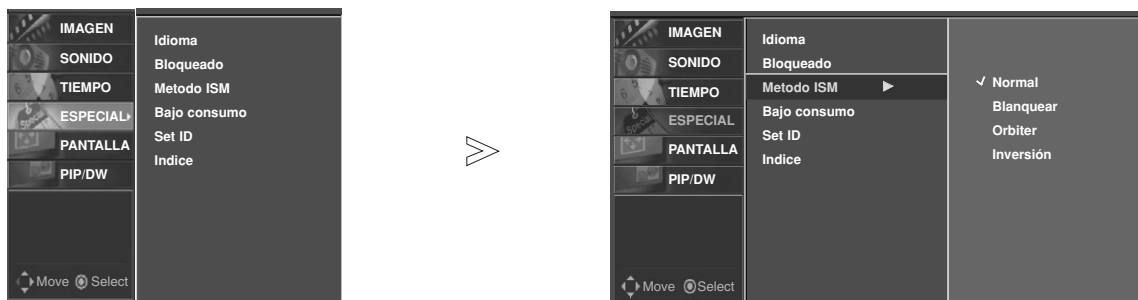 IMAGEN
SONIDO
TIEMPO
ESPECIAL
PANTALLA
PIP/DW
Move Select
Idioma
Bloqueado
Metodo ISM
Bajo consumo
Set ID
Indice
IMAGEN
SONIDO
TIEMPO
ESPECIAL
PANTALLA
PIP/DW
Move Select
Idioma
Bloqueado
Metodo ISM
Bajo consumo
Set ID
Indice
Normal
Blanquear
Orbiter
Inversión